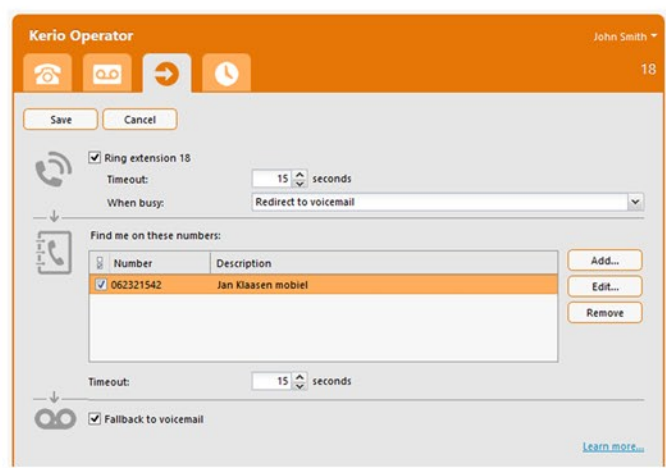 Kerio Operator
John Smith
18
Save Cancel
Ring extension 18
Timeout: 15 seconds
When busy: Redirect to voicemail
Find me on these numbers:
Number Description
062321542 Jan Klaasen mobiel
Add...
Edit...
Remove
Timeout: 15 seconds
Fallback to voicemail
Learn more...